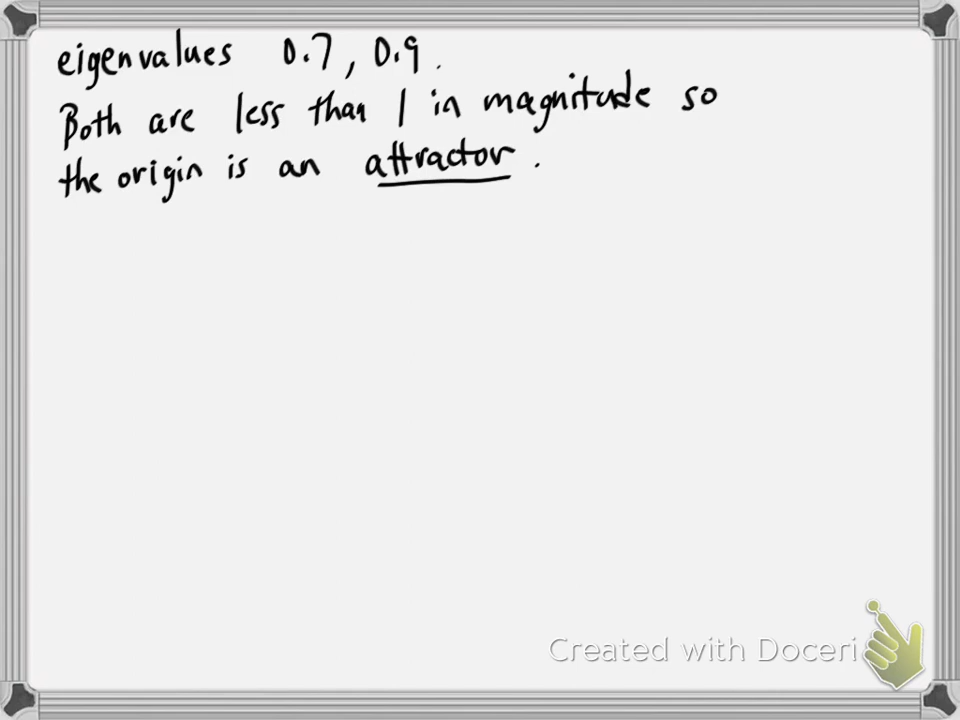 eigenvalues 0.7, 0.9.
Both are less than 1 in magnitude so
the origin is an attractor.
Created with Doceri